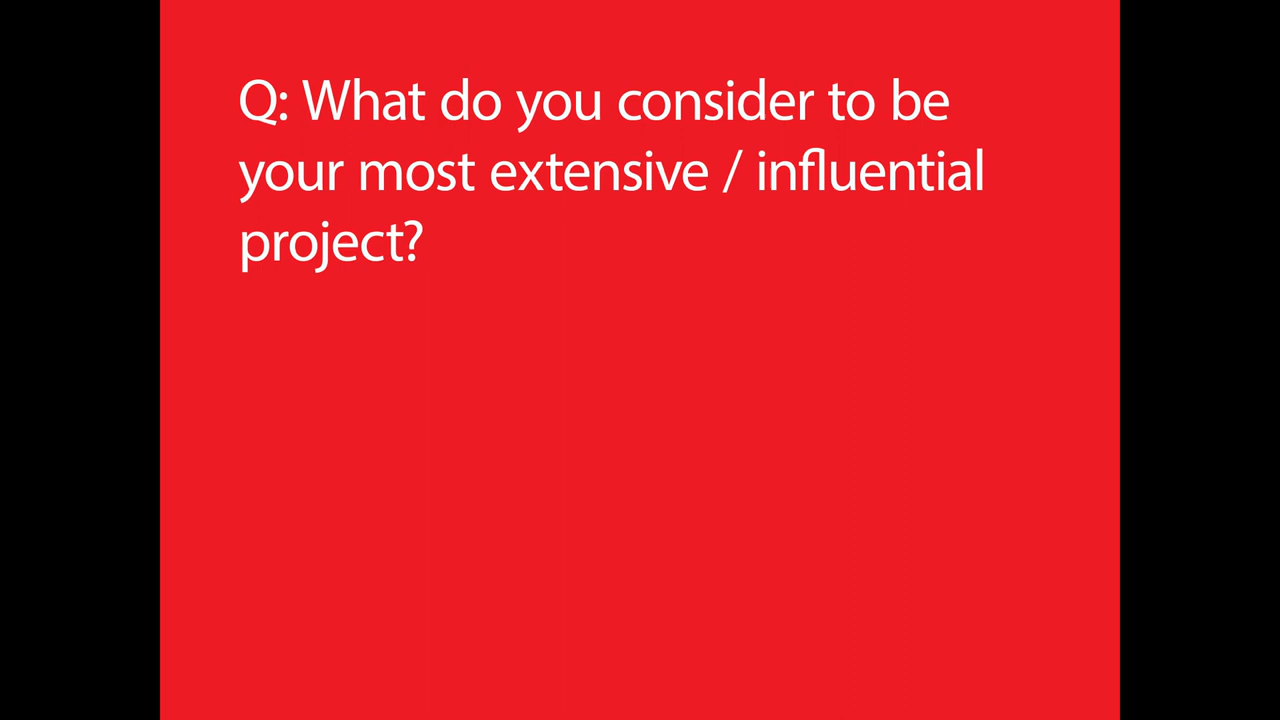 Q: What do you consider to be
your most extensive / influential
project?